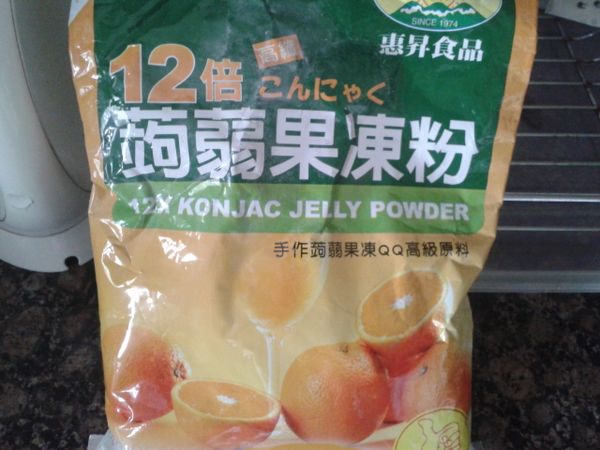 SINCE 1974
惠昇食品
高級
12倍 こんにゃく
蒟蒻果凍粉
12X KONJAC JELLY POWDER
手作蒟蒻果凍QQ高級原料